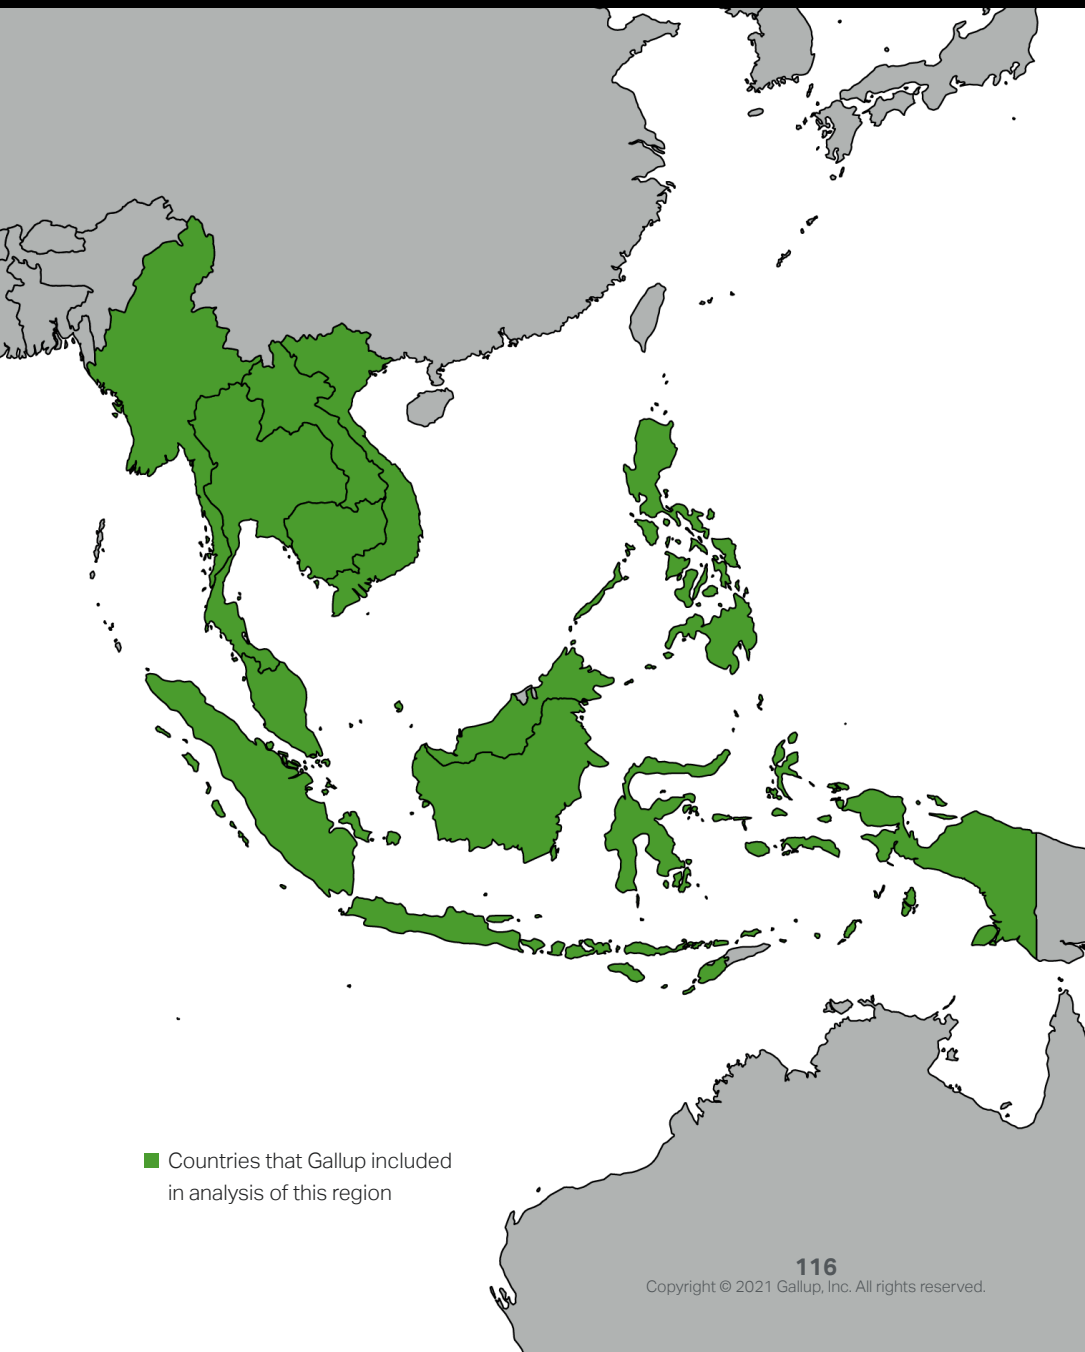 Countries that Gallup included
in analysis of this region
116
Copyright © 2021 Gallup, Inc. All rights reserved.